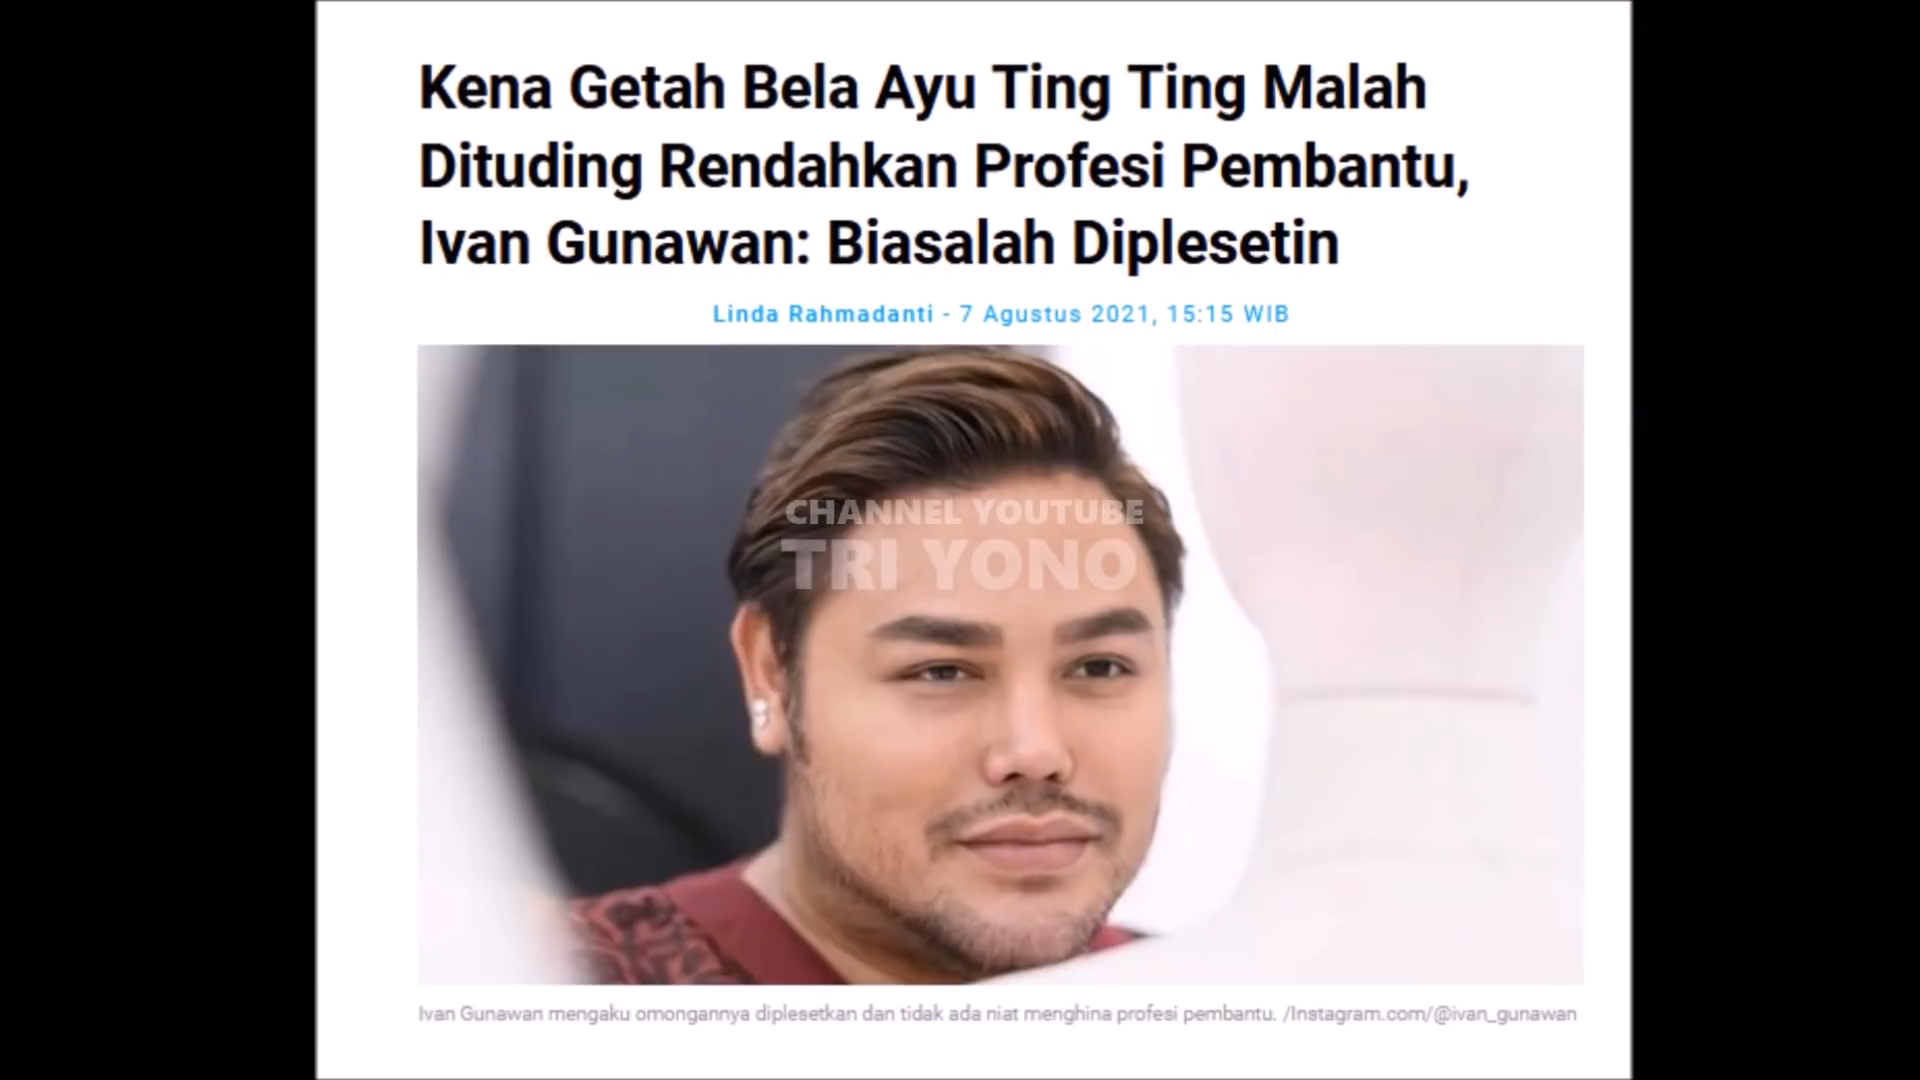 Kena Getah Bela Ayu Ting Ting Malah
Dituding Rendahkan Profesi Pembantu,
Ivan Gunawan: Biasalah Diplesetin
Linda Rahmadanti - 7 Agustus 2021, 15:15 WIB
CHANNEL YOUTUBE
TRI YONO
Ivan Gunawan mengaku omongannya diplesetkan dan tidak ada niat menghina profesi pembantu. /Instagram.com/@ivan_gunawan